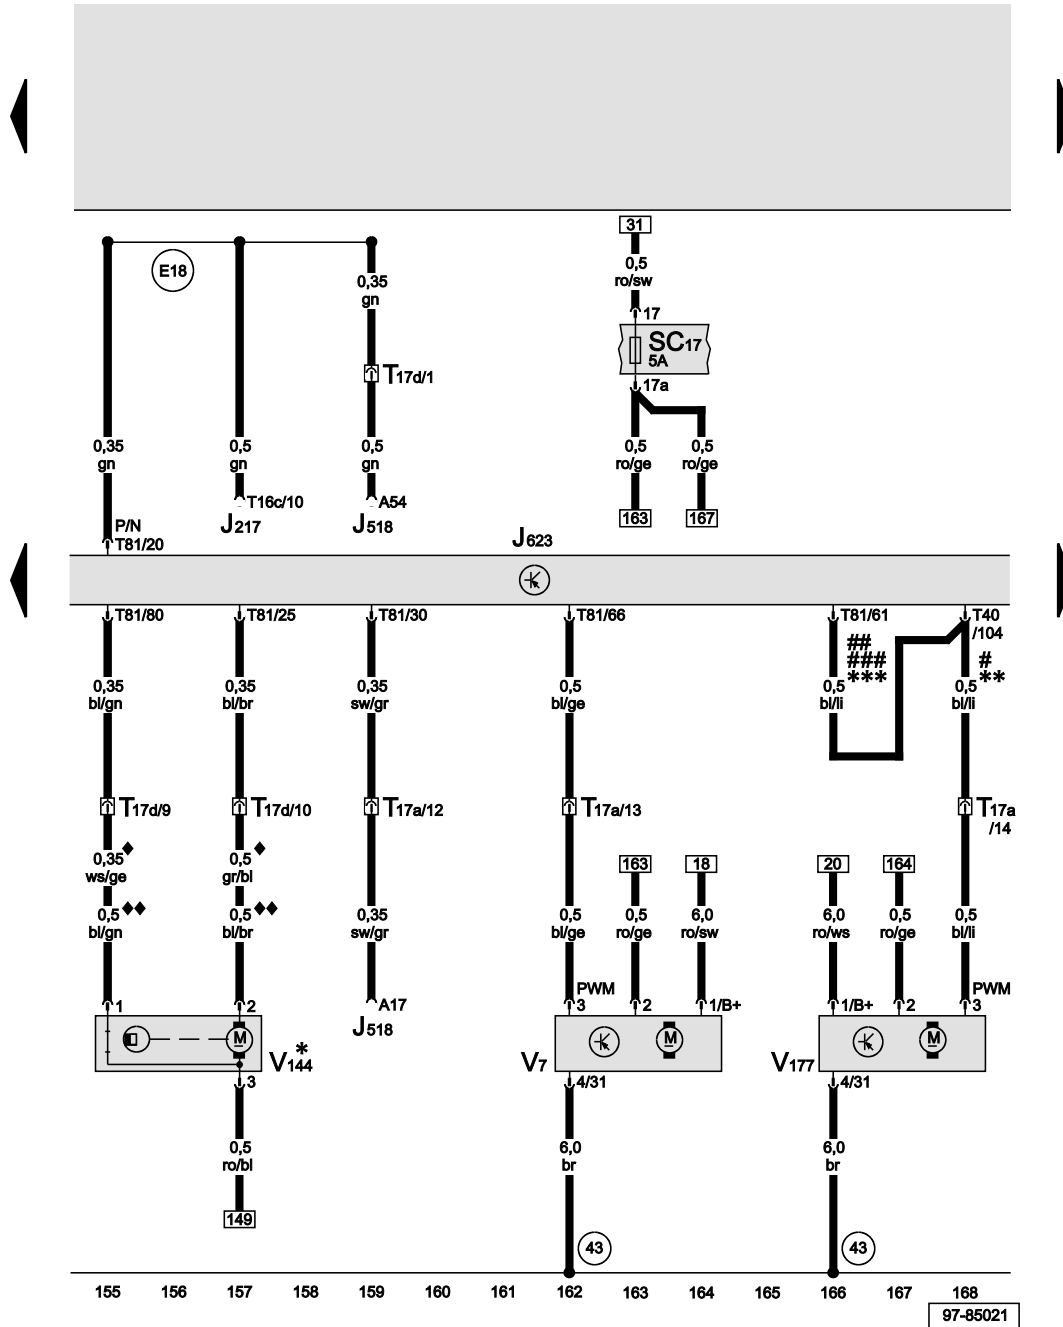 31
0,5
ro/sw
E18
0,35
gn
17
SC17
5A
T17d/1
17a
0,35
gn
0,5
gn
0,5
gn
0,5
ro/ge
0,5
ro/ge
T16c/10
A54
J217
J518
163
167
P/N
T81/20
J623
T81/80
T81/25
T81/30
T81/66
T81/61
T40
/104
##
###
***
#
**
0,35
bl/gn
0,35
bl/br
0,35
sw/gr
0,5
bl/ge
0,5
bl/li
0,5
bl/li
T17d/9
T17d/10
T17a/12
T17a/13
T17a
/14
0,35 ♦
ws/ge
0,5 ♦
gr/bl
163
18
20
164
0,5 ♦♦
bl/gn
0,5 ♦♦
bl/br
0,35
sw/gr
0,5
bl/ge
0,5
ro/ge
6,0
ro/sw
6,0
ro/ws
0,5
ro/ge
0,5
bl/li
PWM
PWM
1
2
A17
3
2
1/B+
1/B+
2
3
J518
M
M
M
V144*
V7
V177
3
4/31
4/31
0,5
ro/bl
6,0
br
6,0
br
149
43
43
155 156 157 158 159 160 161 162 163 164 165 166 167 168
97-85021